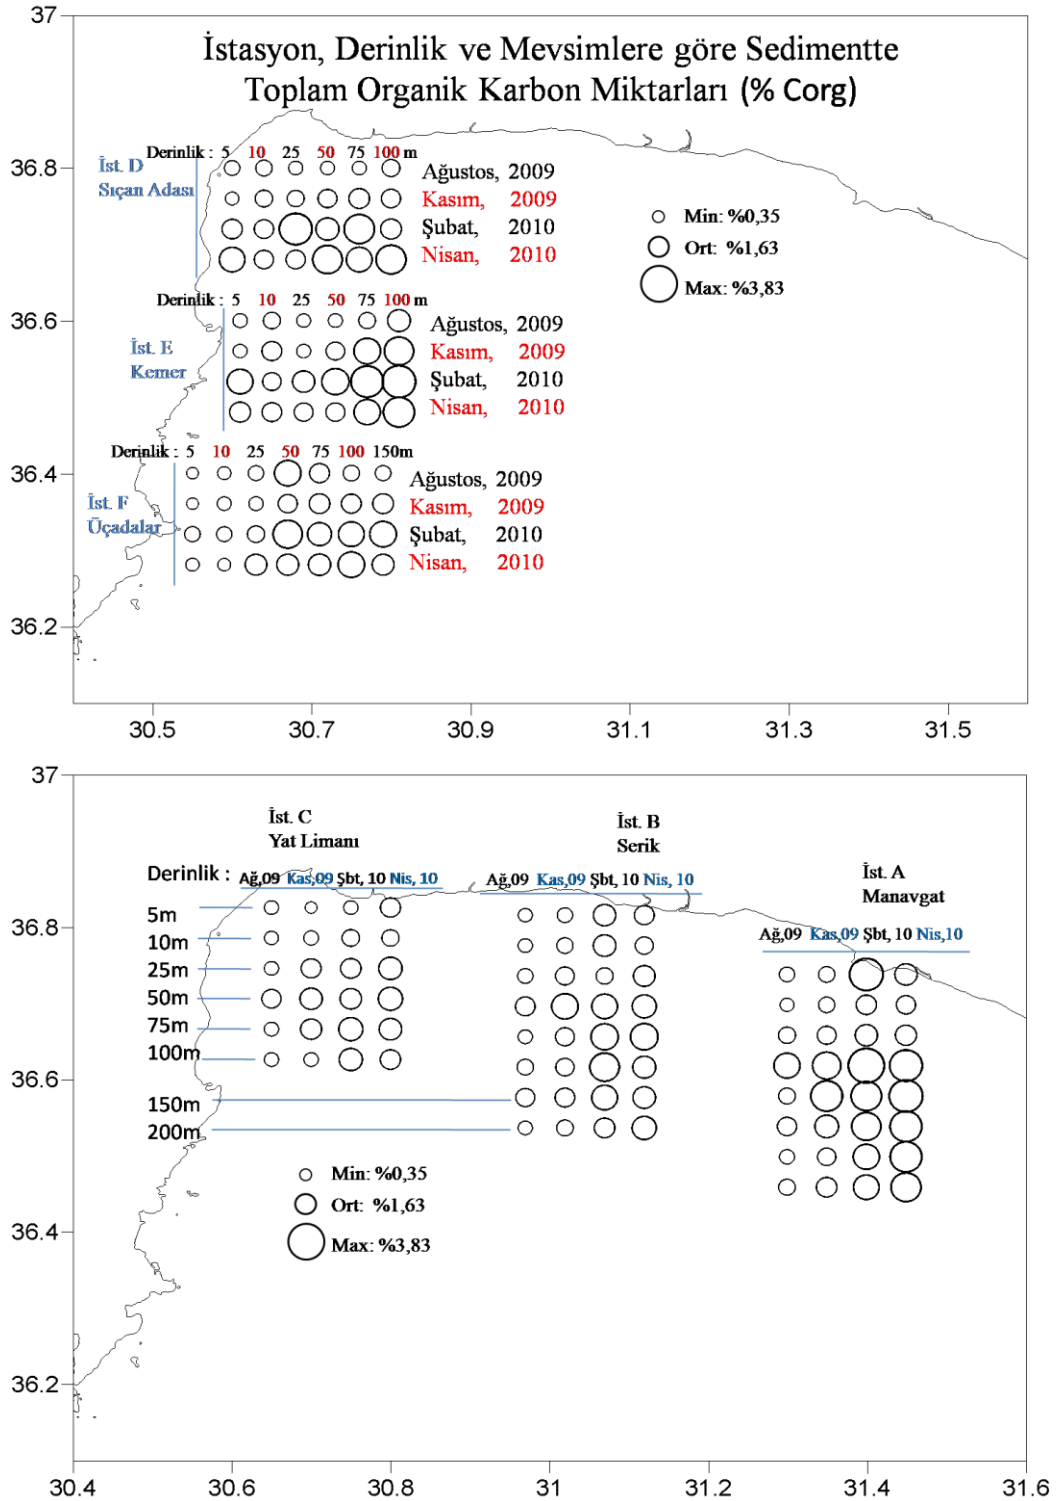 37
İstasyon, Derinlik ve Mevsimlere göre Sedimentte
Toplam Organik Karbon Miktarları (% Corg)
36.8
İst. D
Sıçan Adası
Derinlik : 5 10 25 50 75 100 m
Ağustos, 2009
Kasım, 2009
Şubat, 2010
Nisan, 2010
Min: %0,35
Ort: %1,63
Max: %3,83
36.6
İst. E
Kemer
Derinlik : 5 10 25 50 75 100 m
Ağustos, 2009
Kasım, 2009
Şubat, 2010
Nisan, 2010
36.4
İst. F
Üçadalar
Derinlik : 5 10 25 50 75 100 150m
Ağustos, 2009
Kasım, 2009
Şubat, 2010
Nisan, 2010
36.2
30.5 30.7 30.9 31.1 31.3 31.5
37
İst. C
Yat Limanı
İst. B
Serik
İst. A
Manavgat
Derinlik :
Ağ,09 Kas,09 Şbt, 10 Nis, 10
Ağ,09 Kas,09 Şbt, 10 Nis, 10
Ağ,09 Kas,09 Şbt, 10 Nis,10
5m
36.8
10m
25m
50m
75m
100m
36.6
150m
200m
Min: %0,35
Ort: %1,63
Max: %3,83
36.4
36.2
30.4 30.6 30.8 31 31.2 31.4 31.6